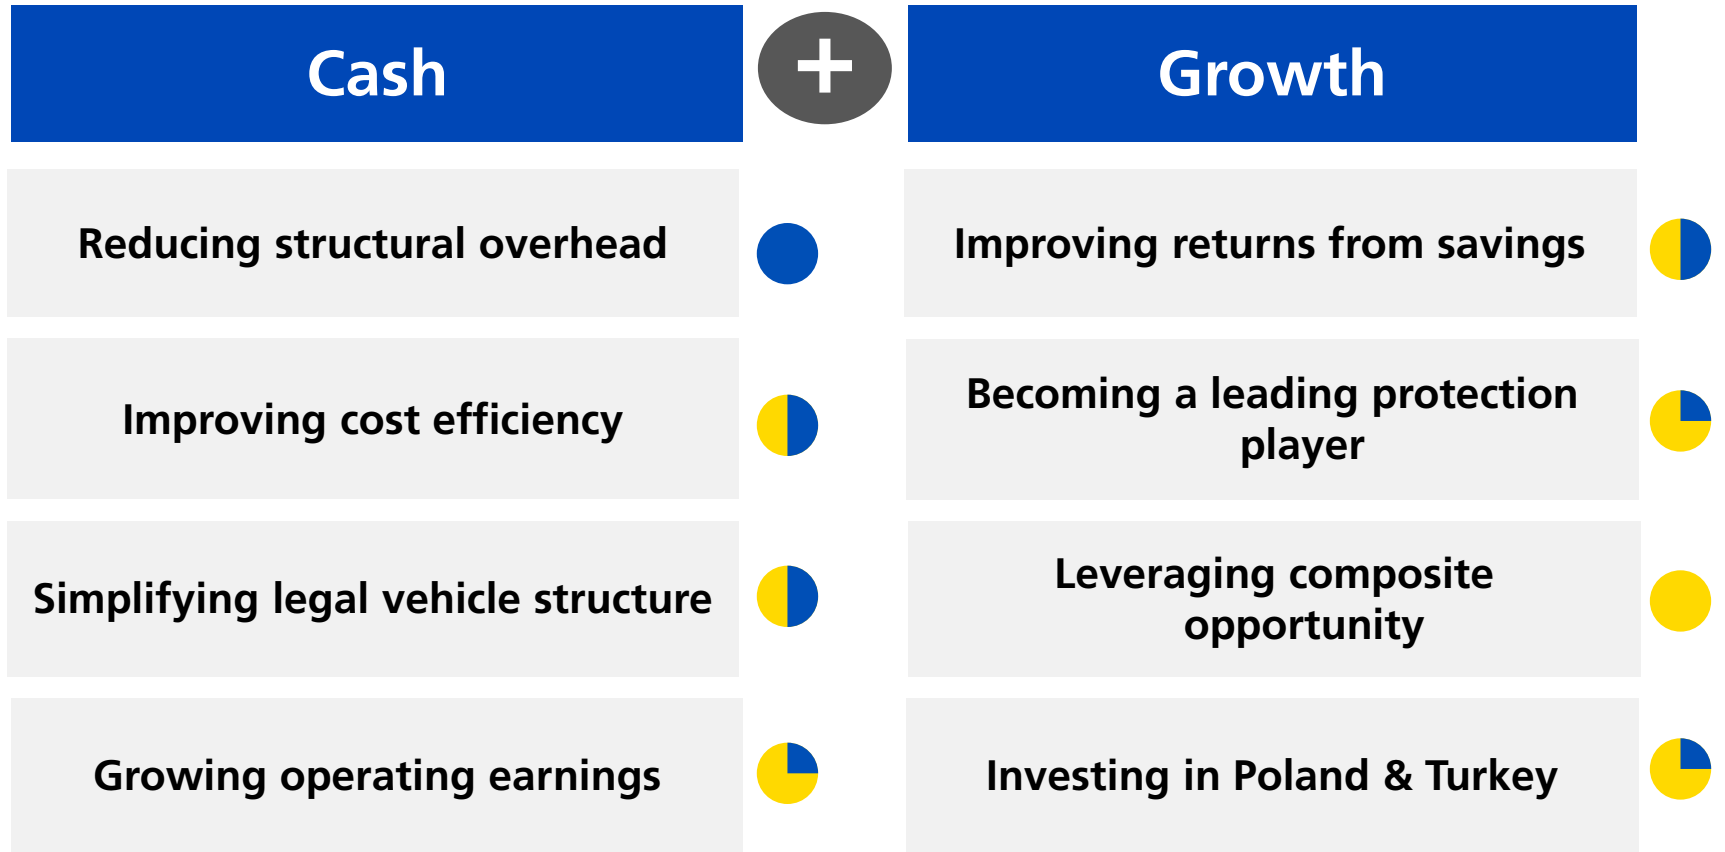 Cash
+
Growth
Reducing structural overhead
Improving returns from savings
Improving cost efficiency
Becoming a leading protection
player
Simplifying legal vehicle structure
Leveraging composite
opportunity
Growing operating earnings
Investing in Poland & Turkey